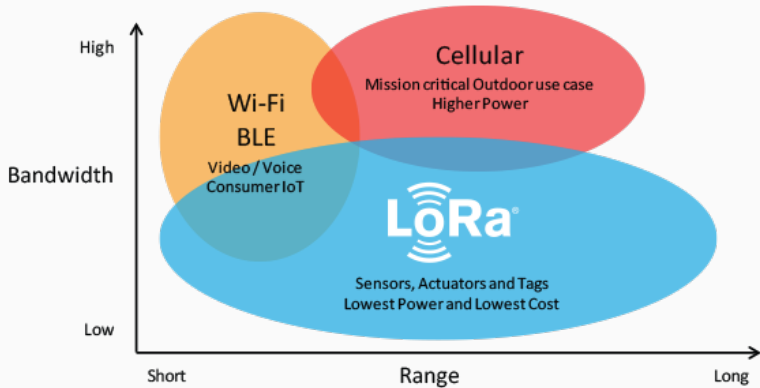 High
Cellular
Mission critical Outdoor use case
Higher Power
Wi-Fi
BLE
Video / Voice
Consumer IoT
Bandwidth
LoRa®
Sensors, Actuators and Tags
Lowest Power and Lowest Cost
Low
Short
Range
Long